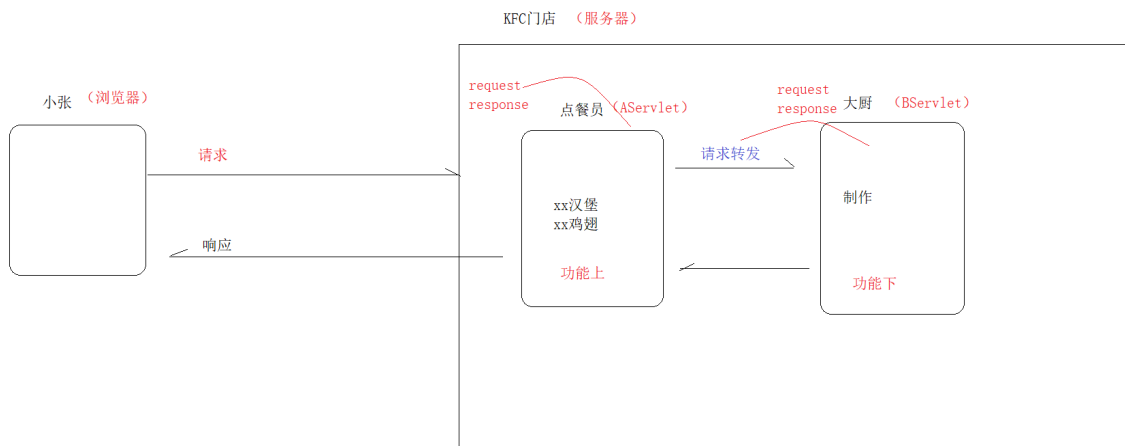 KFC门店 （服务器）
小张 （浏览器）
request
response
点餐员（AServlet）
request
response
大厨 （BServlet）
请求
请求转发
xx汉堡
xx鸡翅
制作
响应
功能上
功能下